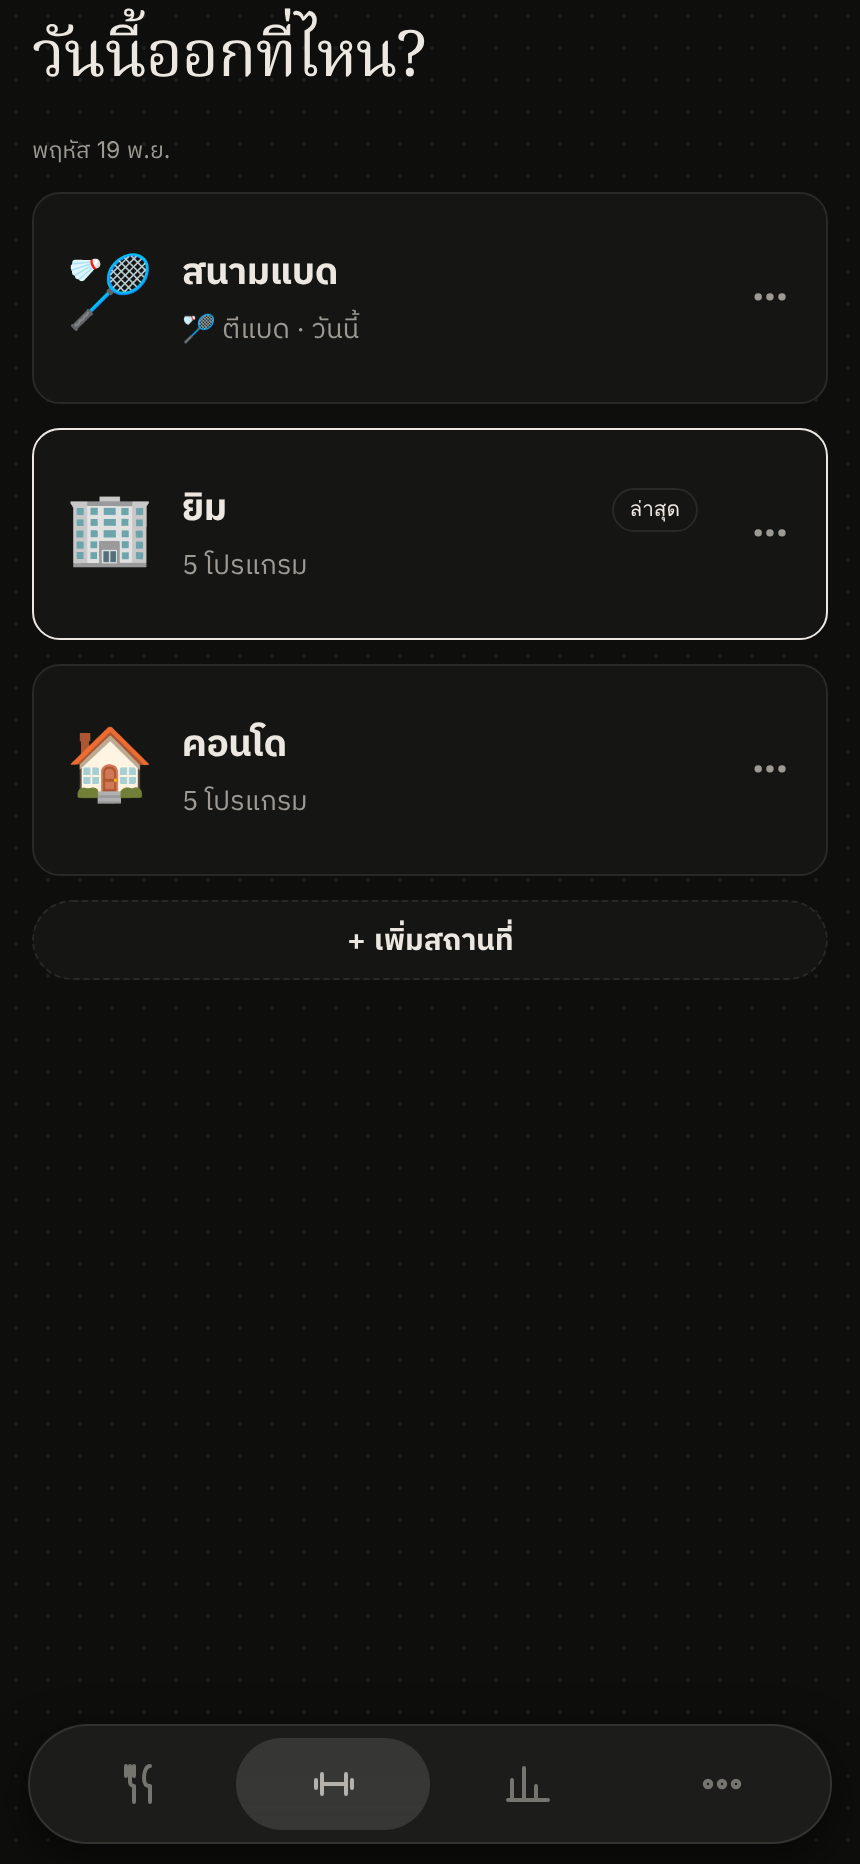 วันนี้ออกที่ไหน?
พฤหัส 19 พ.ย.
สนามแบด
ตีแบด · วันนี้
ยิม
ล่าสุด
5 โปรแกรม
คอนโด
5 โปรแกรม
+ เพิ่มสถานที่